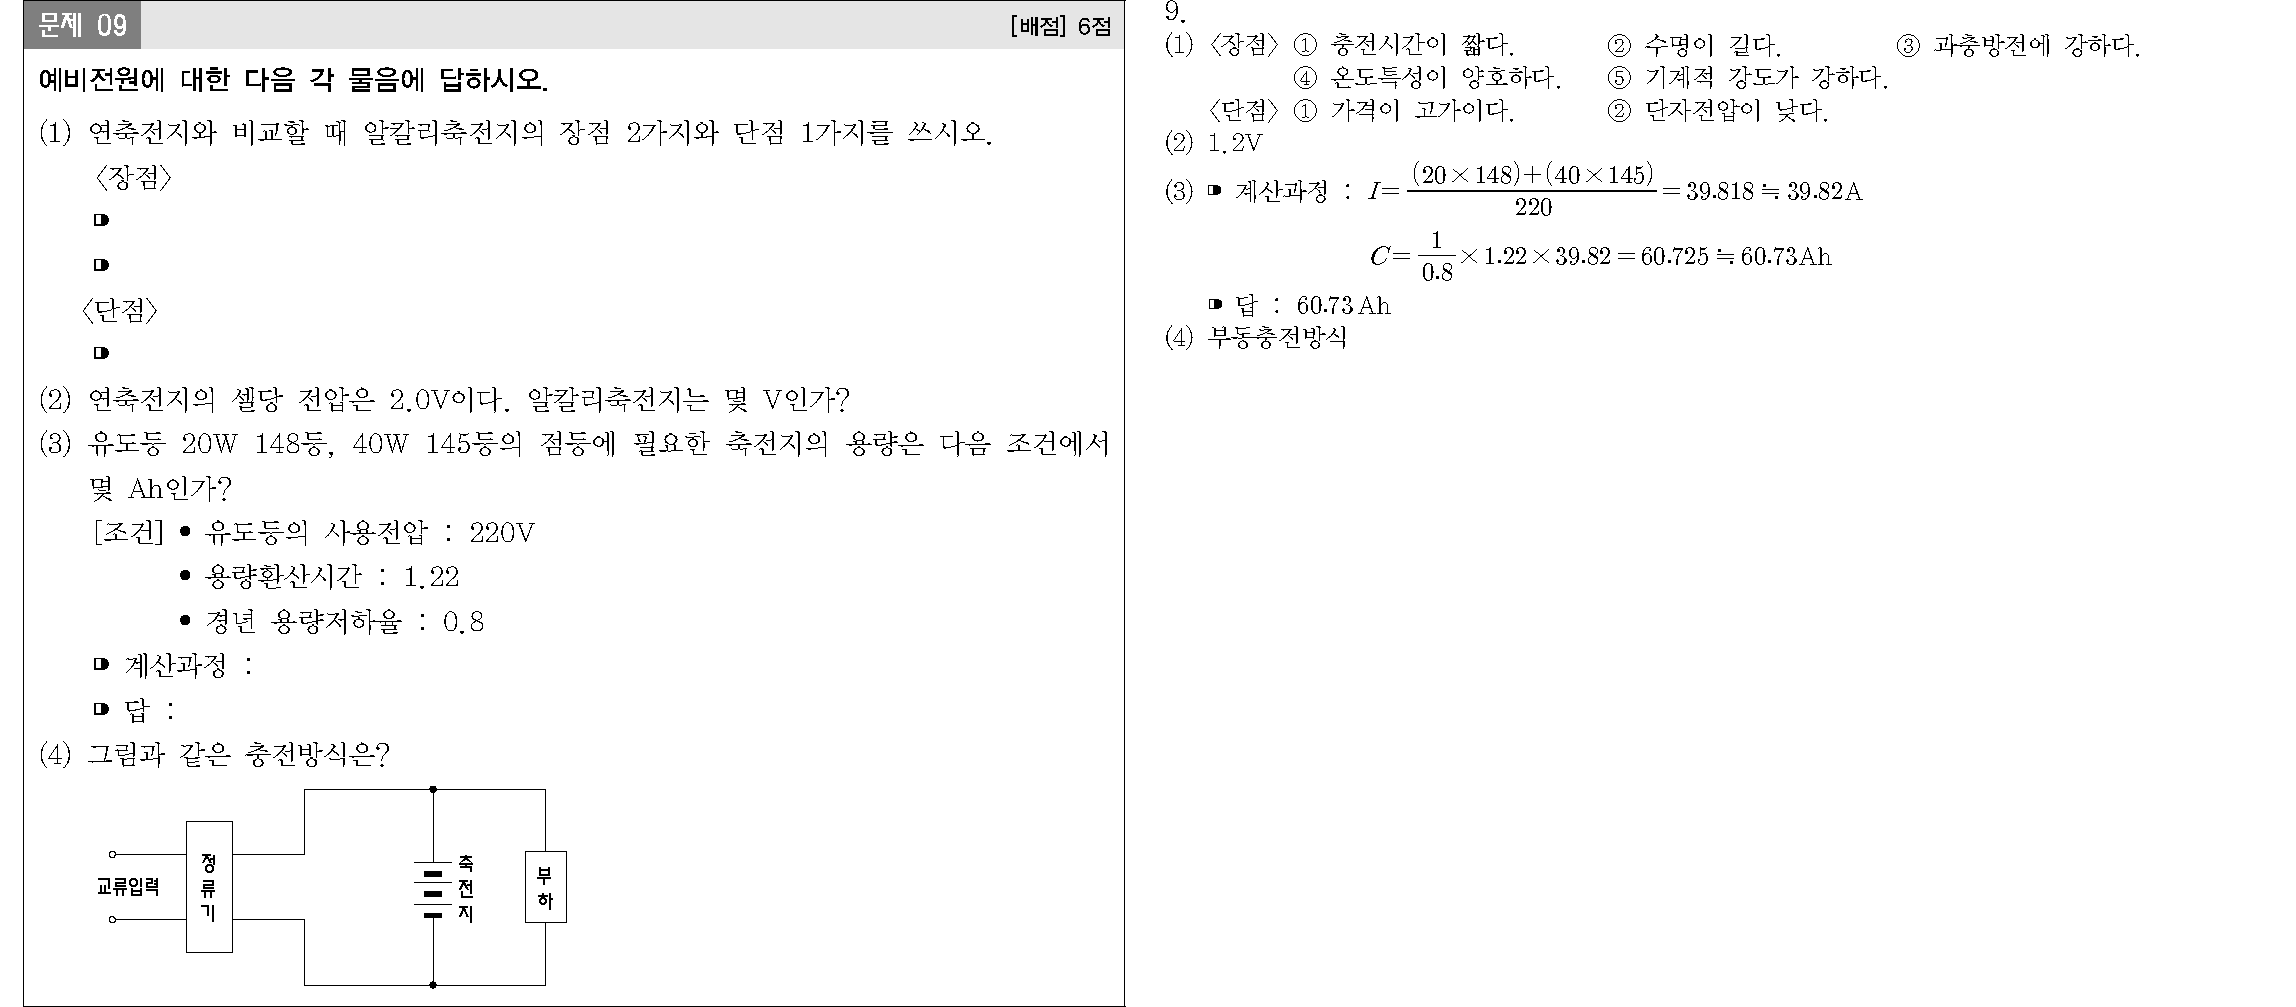 문제 09
[배점] 6점
예비전원에 대한 다음 각 물음에 답하시오.
(1) 연축전지와 비교할 때 알칼리축전지의 장점 2가지와 단점 1가지를 쓰시오.
〈장점〉
〈단점〉
(2) 연축전지의 셀당 전압은 2.0V이다. 알칼리축전지는 몇 V인가?
(3) 유도등 20W 148등, 40W 145등의 점등에 필요한 축전지의 용량은 다음 조건에서
몇 Ah인가?
[조건] • 유도등의 사용전압 : 220V
• 용량환산시간 : 1.22
• 경년 용량저하율 : 0.8
계산과정 :
답 :
(4) 그림과 같은 충전방식은?
교류입력
정류기
축전지
부하
9.
(1) 〈장점〉 ① 충전시간이 짧다. ② 수명이 길다. ③ 과충방전에 강하다.
④ 온도특성이 양호하다. ⑤ 기계적 강도가 강하다.
〈단점〉 ① 가격이 고가이다. ② 단자전압이 낮다.
(2) 1.2V
(3) 계산과정 : I= (20×148)+(40×145) / 220 = 39.818 ≒ 39.82A
C= 1 / 0.8 ×1.22×39.82 = 60.725 ≒ 60.73Ah
답 : 60.73Ah
(4) 부동충전방식